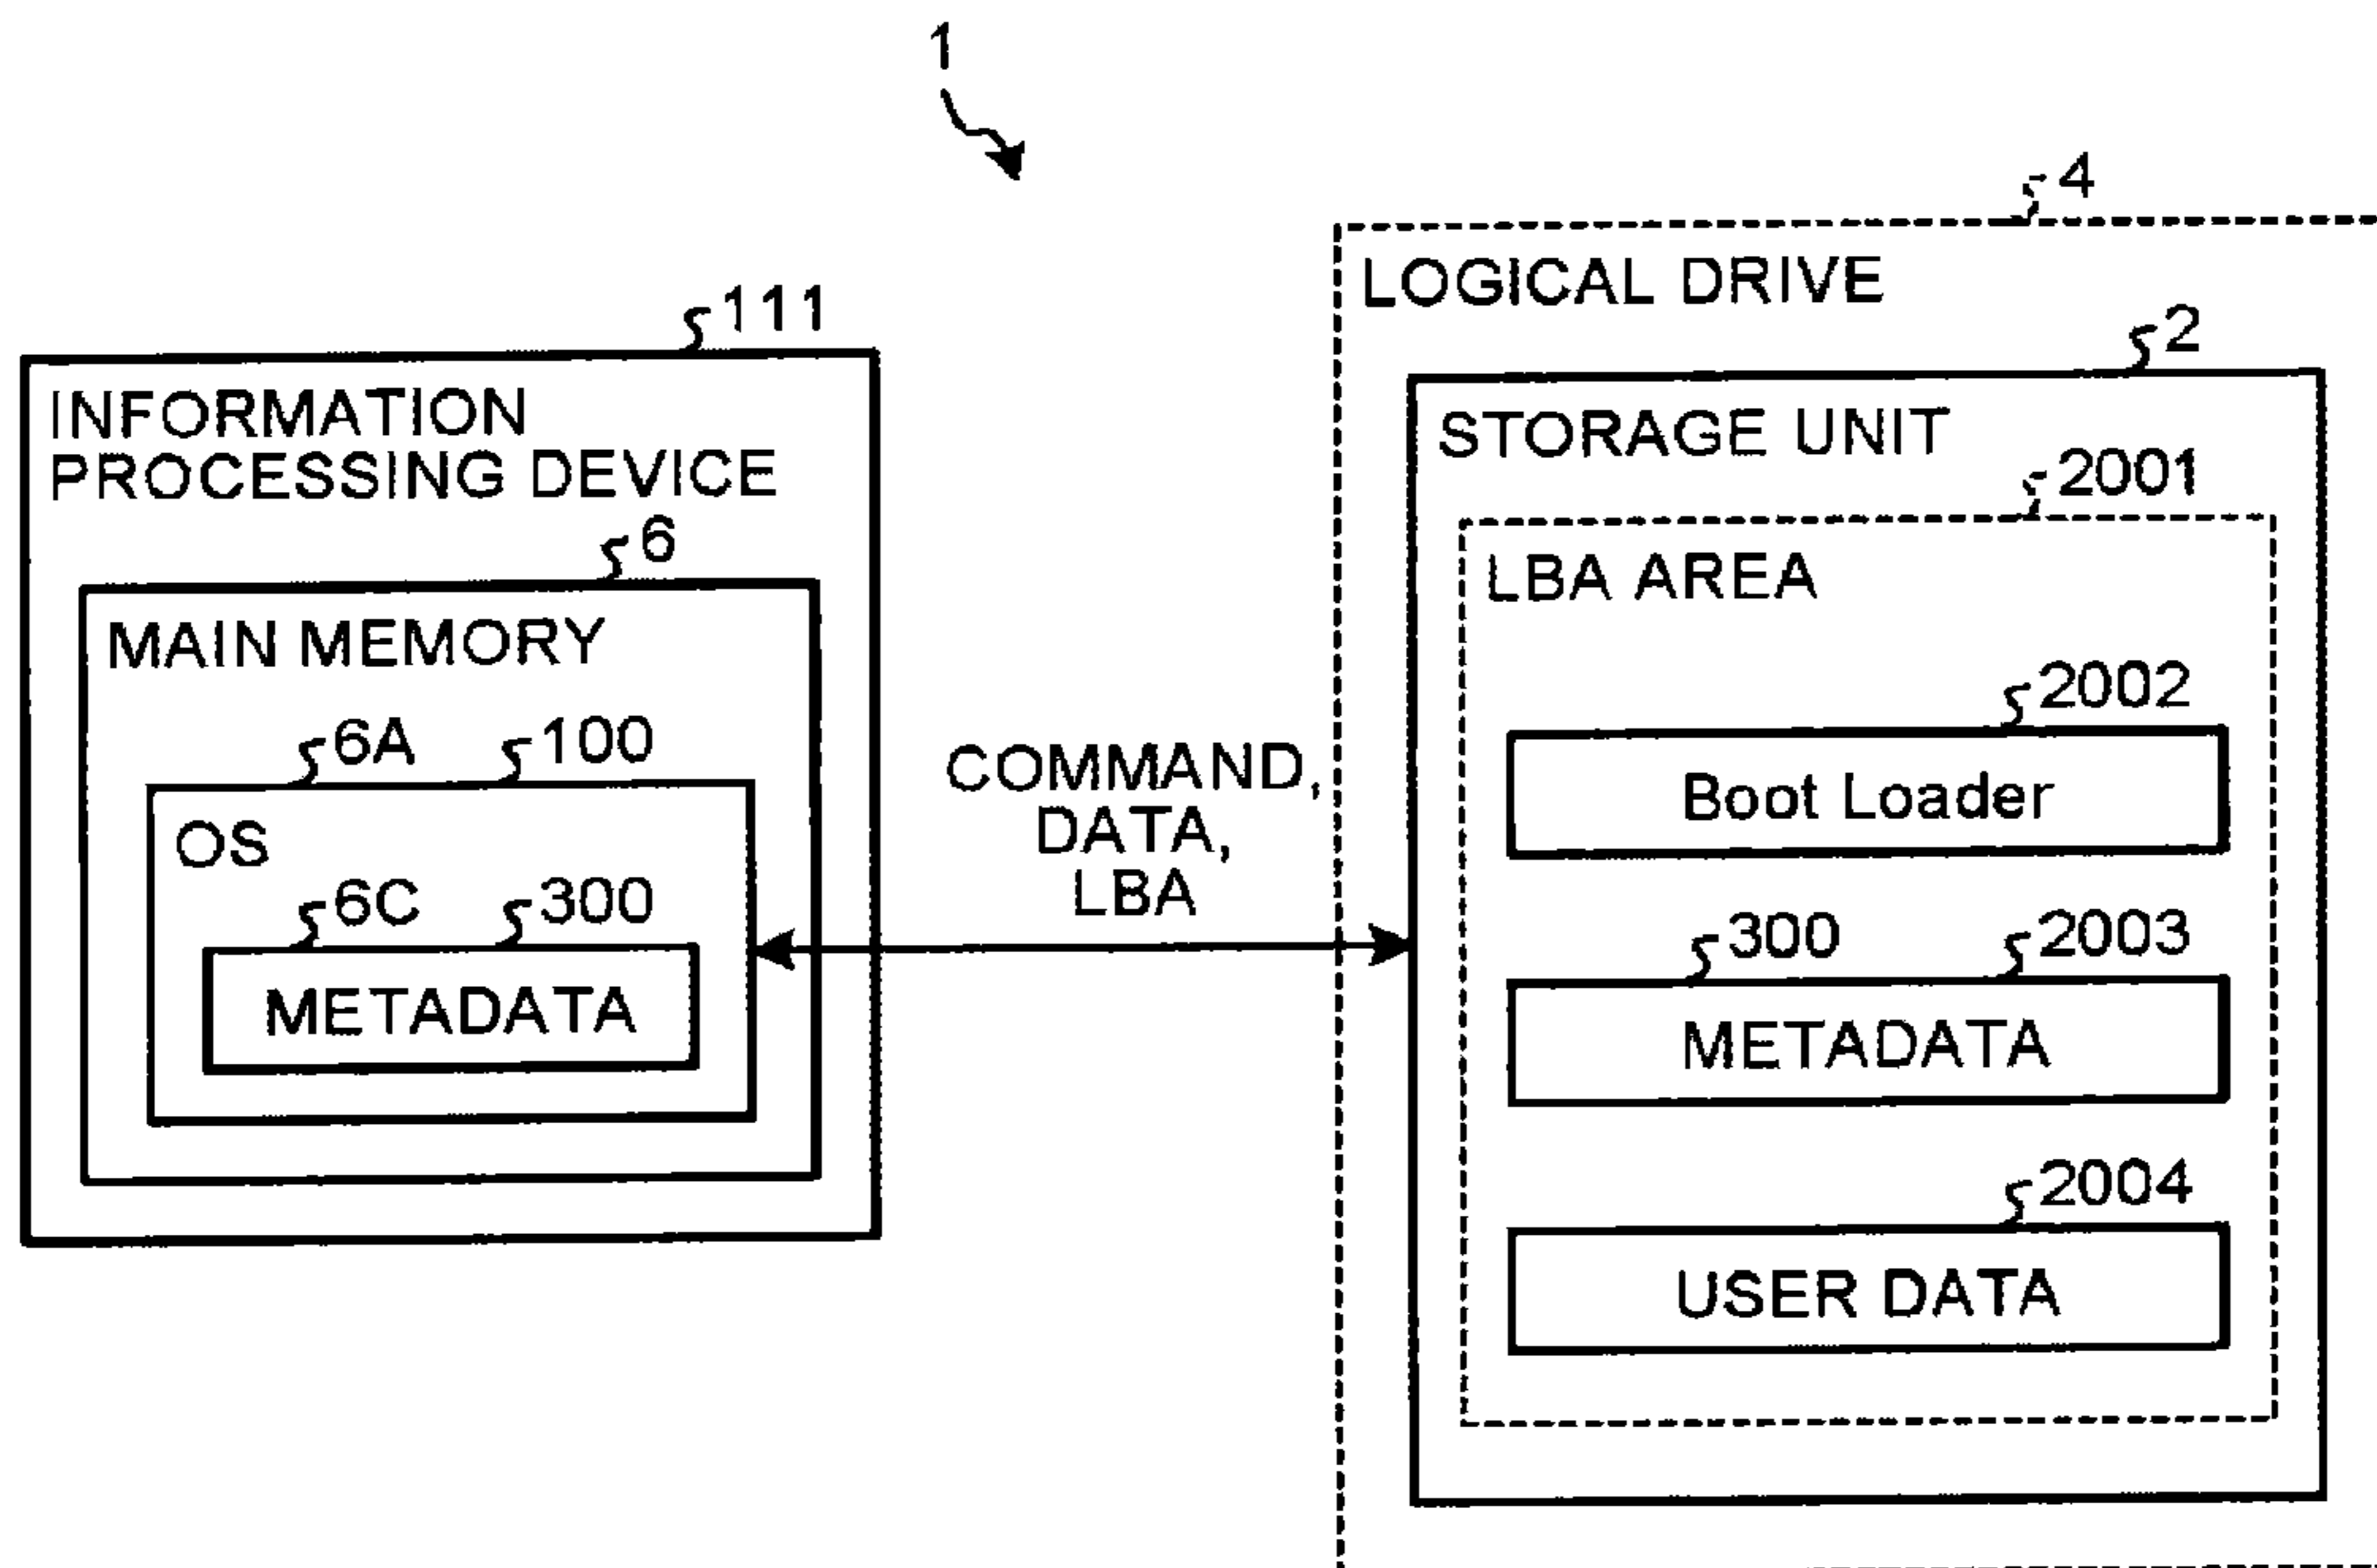 1
4
LOGICAL DRIVE
111
2
INFORMATION
PROCESSING DEVICE
STORAGE UNIT
2001
6
LBA AREA
MAIN MEMORY
2002
6A 100
COMMAND,
DATA,
LBA
Boot Loader
OS
6C 300
300 2003
METADATA
METADATA
2004
USER DATA